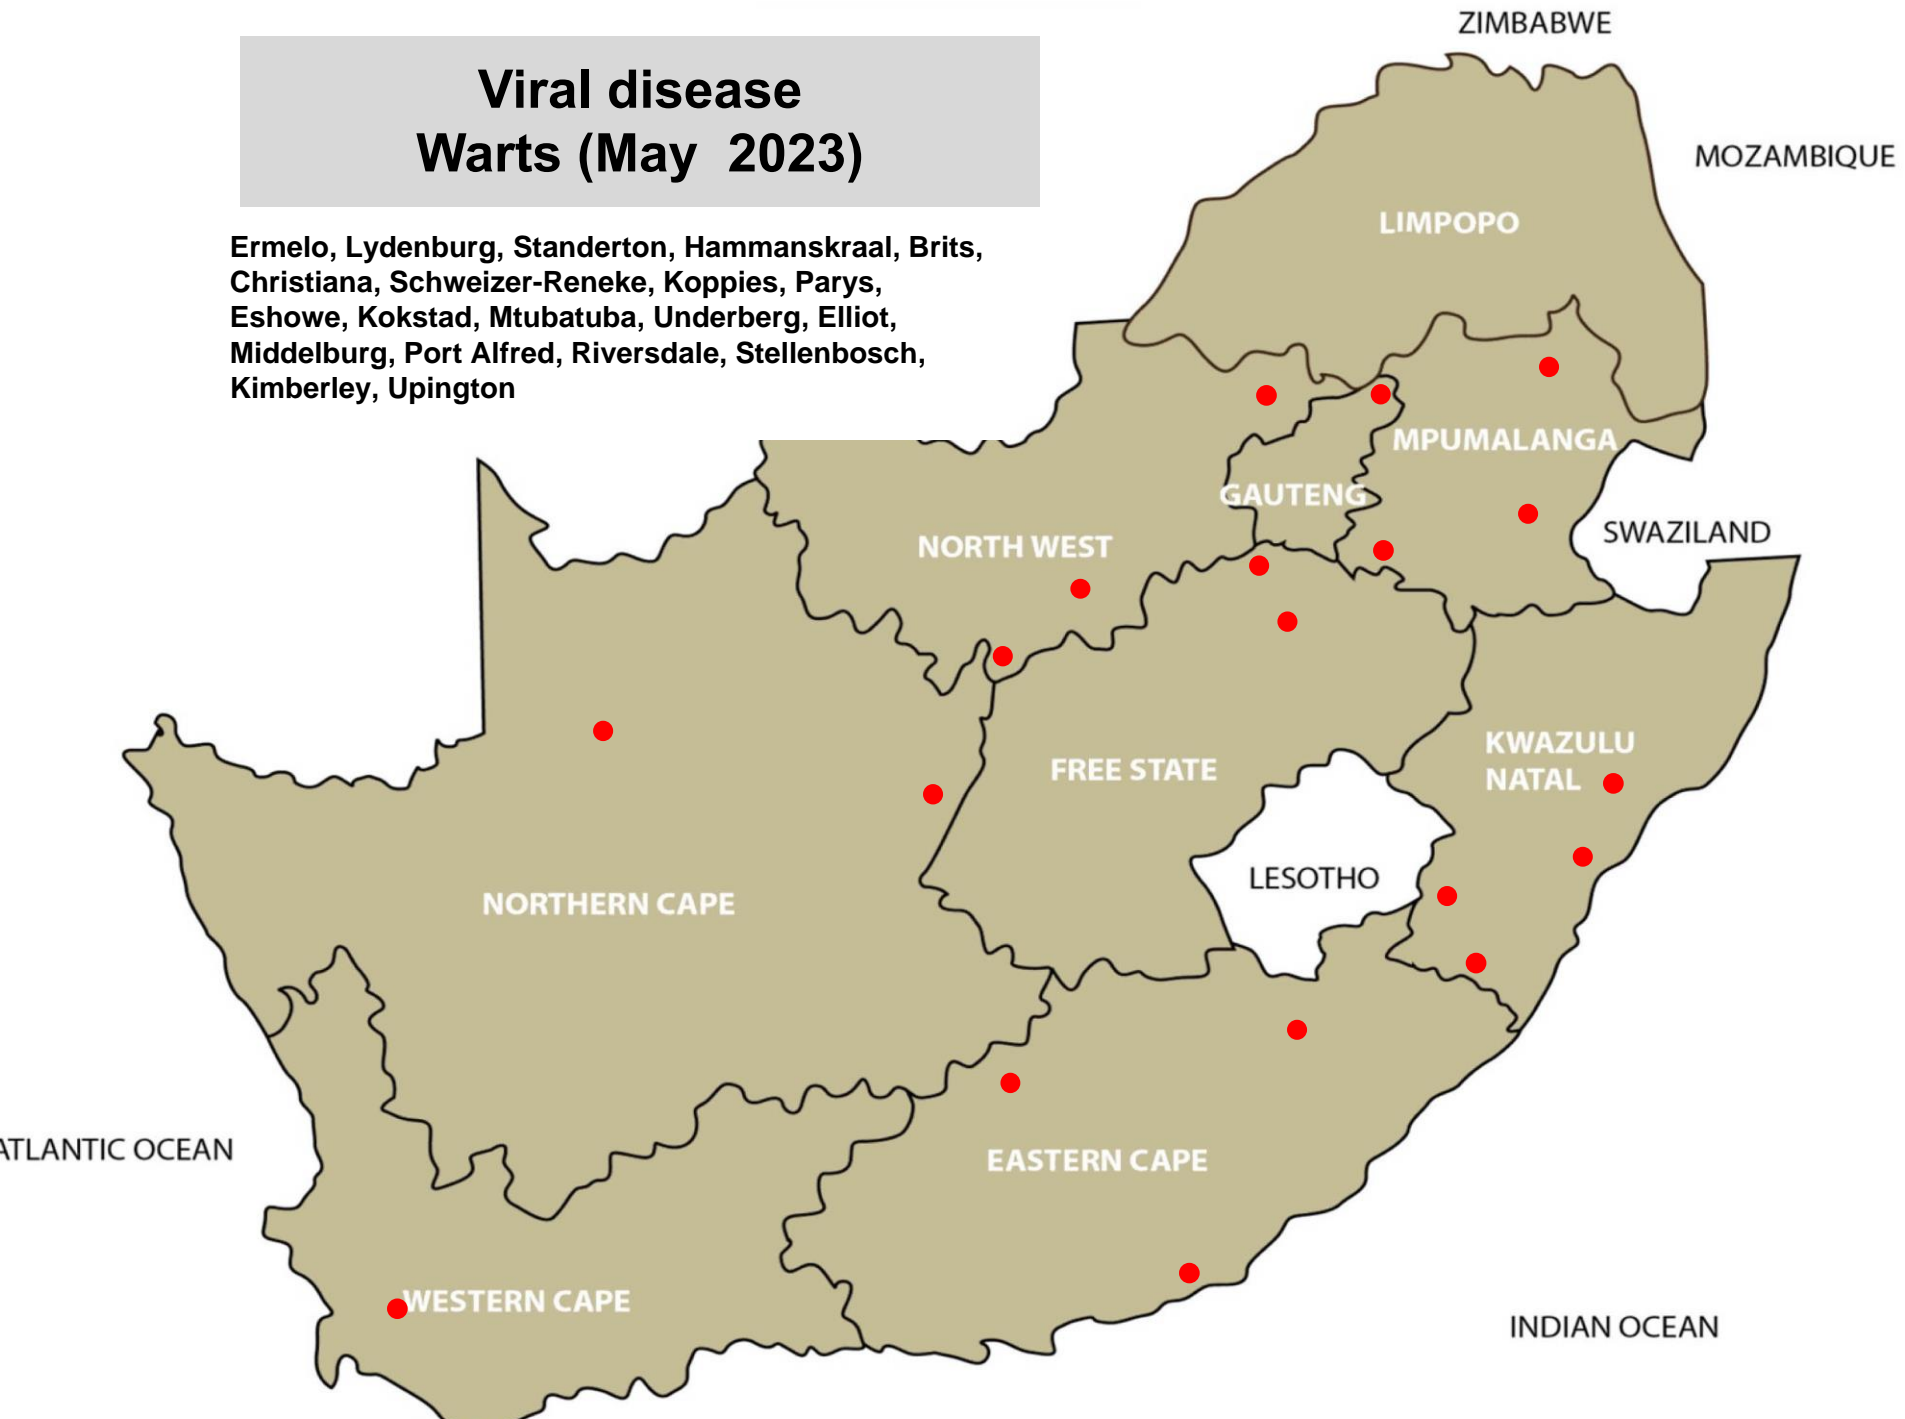 ZIMBABWE
Viral disease
Warts (May  2023)
MOZAMBIQUE
LIMPOPO
Ermelo, Lydenburg, Standerton, Hammanskraal, Brits,
Christiana, Schweizer-Reneke, Koppies, Parys,
Eshowe, Kokstad, Mtubatuba, Underberg, Elliot,
Middelburg, Port Alfred, Riversdale, Stellenbosch,
Kimberley, Upington
MPUMALANGA
GAUTENG
SWAZILAND
NORTH WEST
KWAZULU
NATAL
FREE STATE
LESOTHO
NORTHERN CAPE
ATLANTIC OCEAN
EASTERN CAPE
WESTERN CAPE
INDIAN OCEAN